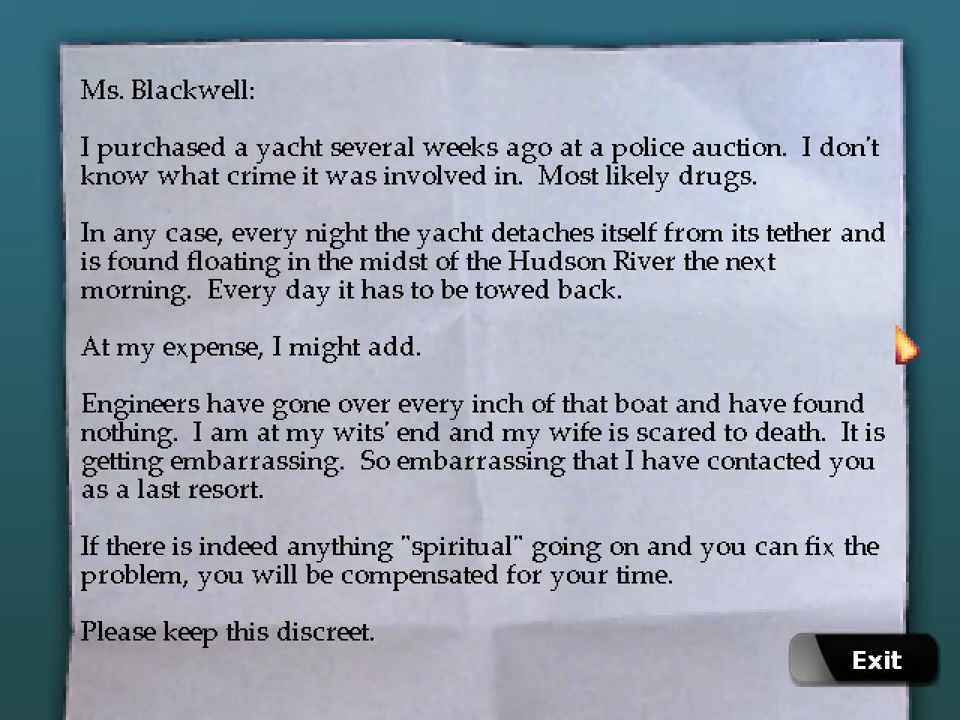 Ms. Blackwell:
I purchased a yacht several weeks ago at a police auction.  I don't
know what crime it was involved in.  Most likely drugs.
In any case, every night the yacht detaches itself from its tether and
is found floating in the midst of the Hudson River the next
morning.  Every day it has to be towed back.
At my expense, I might add.
Engineers have gone over every inch of that boat and have found
nothing.  I am at my wits' end and my wife is scared to death.  It is
getting embarrassing.  So embarrassing that I have contacted you
as a last resort.
If there is indeed anything "spiritual" going on and you can fix the
problem, you will be compensated for your time.
Please keep this discreet.
Exit